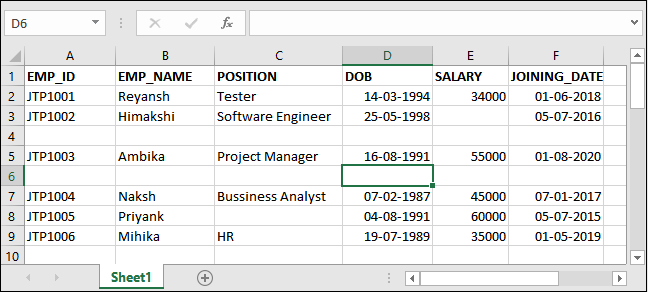 D6
fx
A B C D E F
1 EMP_ID EMP_NAME POSITION DOB SALARY JOINING_DATE
2 JTP1001 Reyansh Tester 14-03-1994 34000 01-06-2018
3 JTP1002 Himakshi Software Engineer 25-05-1998 05-07-2016
4
5 JTP1003 Ambika Project Manager 16-08-1991 55000 01-08-2020
6
7 JTP1004 Naksh Bussiness Analyst 07-02-1987 45000 07-01-2017
8 JTP1005 Priyank 04-08-1991 60000 05-07-2015
9 JTP1006 Mihika HR 19-07-1989 35000 01-05-2019
10
Sheet1